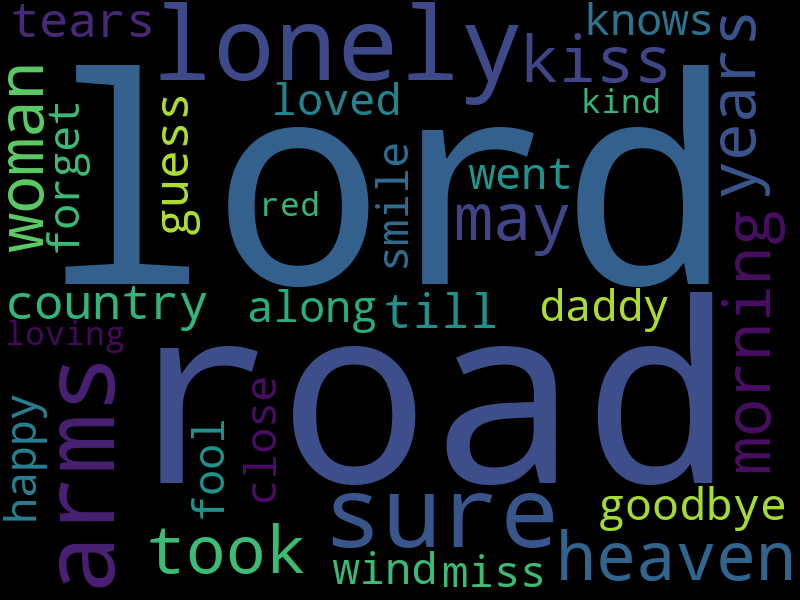 tears
lonely
knows
kiss
years
woman
forget
guess
loved
kind
lord
red
smile
went
may
morning
country
along
till
daddy
loving
road
arms
happy
fool
close
sure
goodbye
took
wind
miss
heaven